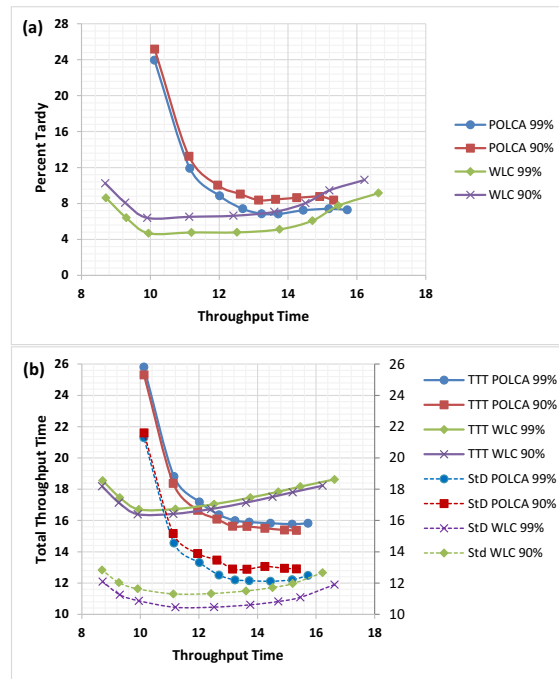 (a)
28
24
20
16
12
8
4
0
Percent Tardy
8 10 12 14 16 18
Throughput Time
POLCA 99%
POLCA 90%
WLC 99%
WLC 90%
(b)
26 26
24 24
22 22
20 20
18 18
16 16
14 14
12 12
10 10
Total Throughput Time
8 10 12 14 16 18
Throughput Time
TTT POLCA 99%
TTT POLCA 90%
TTT WLC 99%
TTT WLC 90%
StD POLCA 99%
StD POLCA 90%
StD WLC 99%
Std WLC 90%